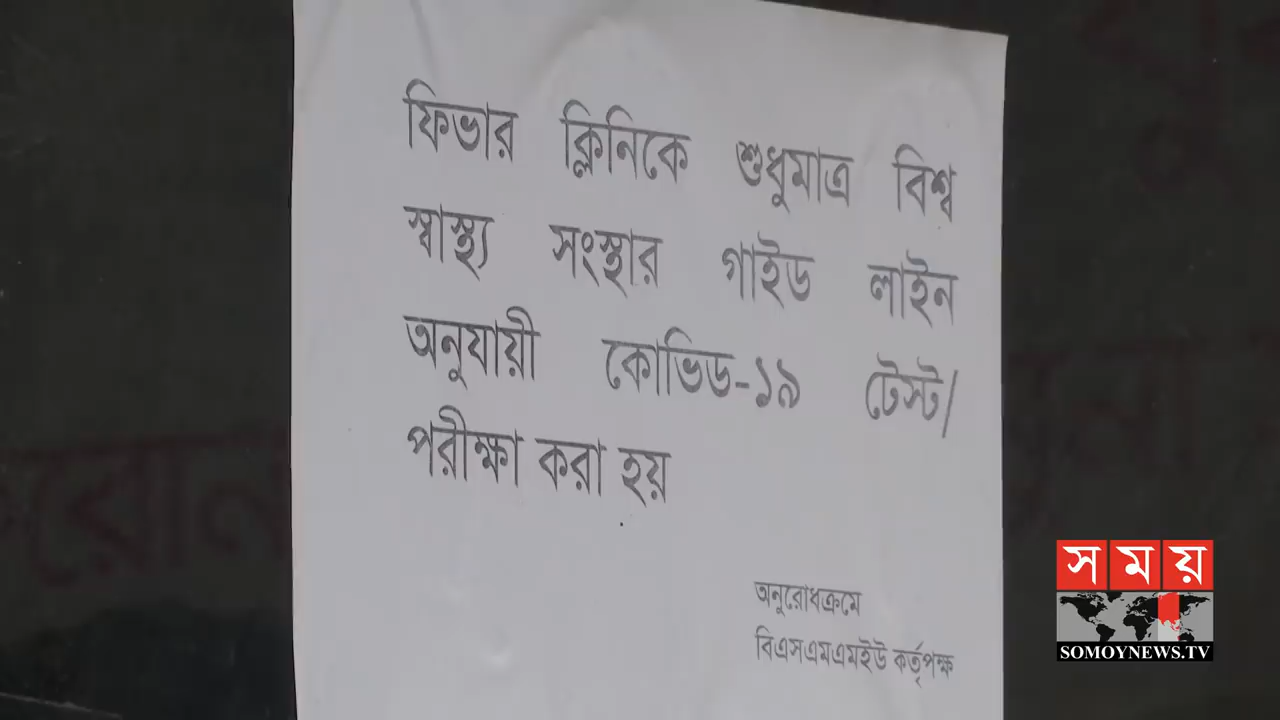 ফিভার ক্লিনিকে শুধুমাত্র বিশ্ব
স্বাস্থ্য সংস্থার গাইড লাইন
অনুযায়ী কোভিড-১৯ টেস্ট/
পরীক্ষা করা হয়
অনুরোধক্রমে
বিএসএমএমইউ কর্তৃপক্ষ
সময়
SOMOYNEWS.TV